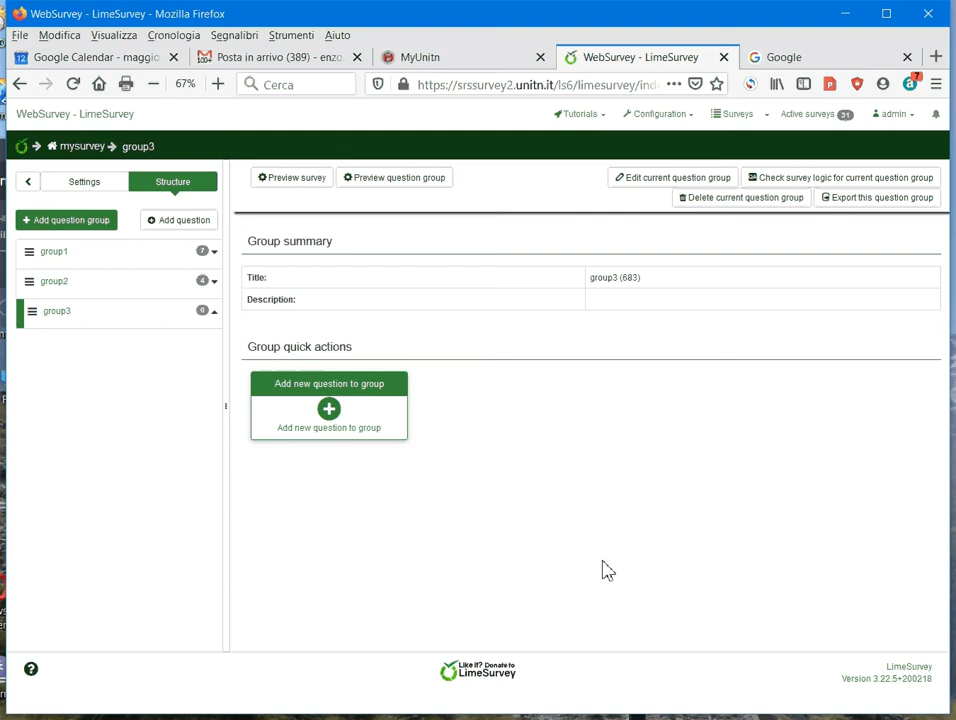 WebSurvey - LimeSurvey - Mozilla Firefox
File Modifica Visualizza Cronologia Segnalibri Strumenti Aiuto
12 Google Calendar - maggio
100+ Posta in arrivo (389) - enzo.
MyUnitn
WebSurvey - LimeSurvey
Google
67% Cerca https://srssurvey2.unitn.it/ls6/limesurvey/inde 7
WebSurvey - LimeSurvey Tutorials Configuration Surveys Active surveys 31 admin
mysurvey group3
Settings Structure Preview survey Preview question group Edit current question group Check survey logic for current question group
Delete current question group Export this question group
Add question group Add question
group1 7
group2 4
group3 0
Group summary
Title: group3 (683)
Description:
Group quick actions
Add new question to group
Add new question to group
Like it? Donate to
LimeSurvey
LimeSurvey
Version 3.22.5+200218